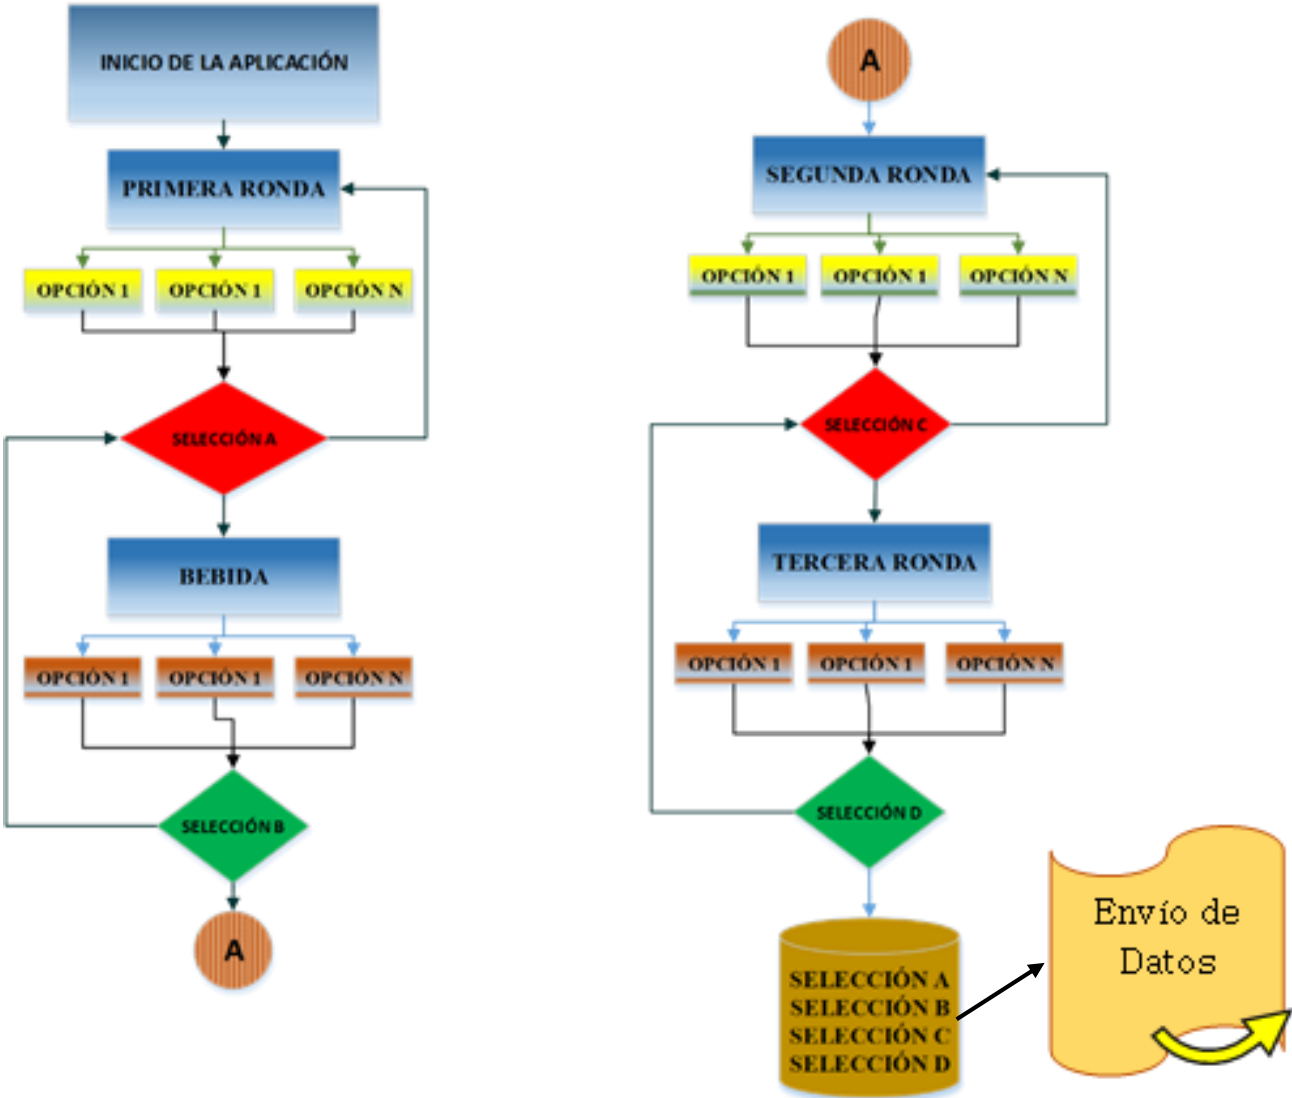 INICIO DE LA APLICACIÓN
PRIMERA RONDA
OPCIÓN 1
OPCIÓN 1
OPCIÓN N
SELECCIÓN A
BEBIDA
OPCIÓN 1
OPCIÓN 1
OPCIÓN N
SELECCIÓN B
A
A
SEGUNDA RONDA
OPCIÓN 1
OPCIÓN 1
OPCIÓN N
SELECCIÓN C
TERCERA RONDA
OPCIÓN 1
OPCIÓN 1
OPCIÓN N
SELECCIÓN D
SELECCIÓN A
SELECCIÓN B
SELECCIÓN C
SELECCIÓN D
Envío de
Datos